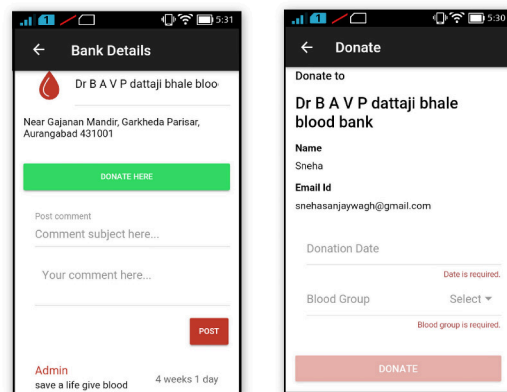 1
5:31
Bank Details
Dr B A V P dattaji bhale bloo
Near Gajanan Mandir, Garkheda Parisar,
Aurangabad 431001
DONATE HERE
Post comment
Comment subject here...
Your comment here...
POST
Admin
save a life give blood
4 weeks 1 day
1
5:30
Donate
Donate to
Dr B A V P dattaji bhale
blood bank
Name
Sneha
Email Id
snehasanjaywagh@gmail.com
Donation Date
Date is required.
Blood Group
Select
Blood group is required.
DONATE